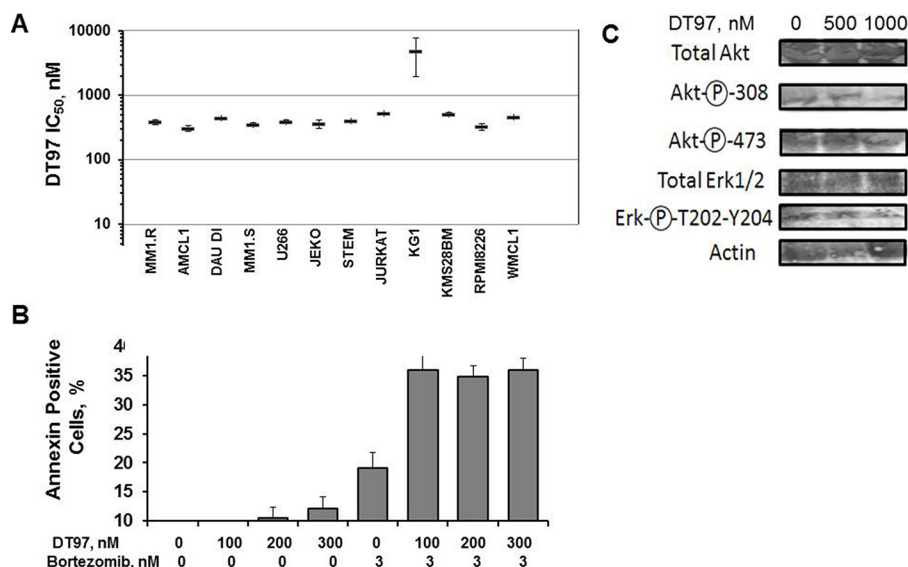 A
DT97 IC50, nM
10000
1000
100
10
MM1.R
AMCL1
DAU DI
MM1.S
U266
JEKO
STEM
JURKAT
KG1
KMS28BM
RPMI8226
WMCL1
C
DT97, nM 0 500 1000
Total Akt
Akt-Ⓟ-308
Akt-Ⓟ-473
Total Erk1/2
Erk-Ⓟ-T202-Y204
Actin
B
Annexin Positive
Cells, %
35
30
25
20
15
10
DT97, nM 0 100 200 300 0 100 200 300
Bortezomib, nM 0 0 0 0 3 3 3 3